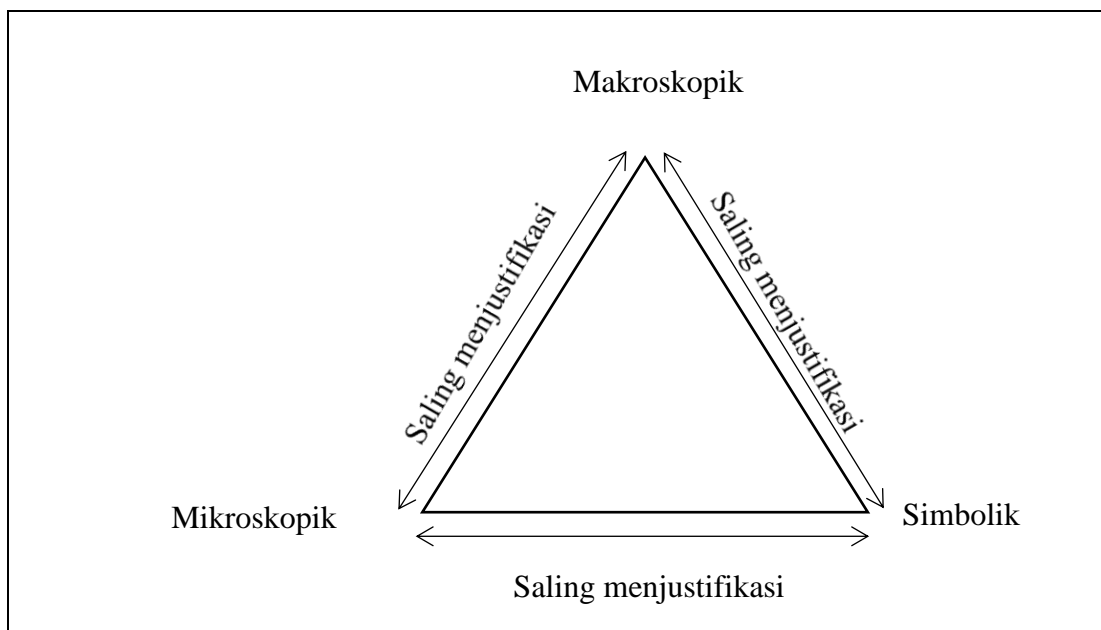 Makroskopik
Saling menjustifikasi
Saling menjustifikasi
Mikroskopik
Simbolik
Saling menjustifikasi